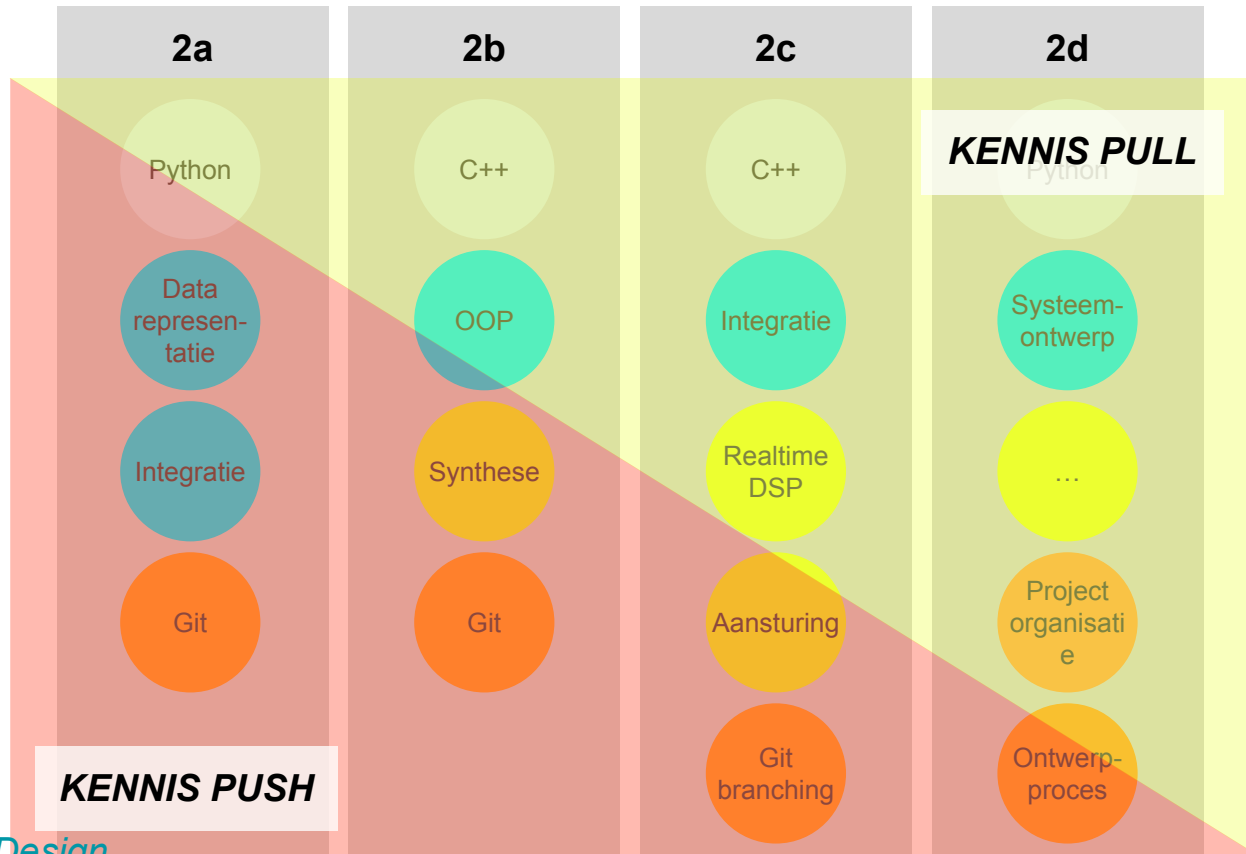 2a
2b
2c
2d
Python
C++
C++
Python
KENNIS PULL
Data
represen-
tatie
OOP
Integratie
Systeem-
ontwerp
Integratie
Synthese
Realtime
DSP
…
Git
Git
Aansturing
Project
organisati
e
KENNIS PUSH
Git
branching
Ontwerp-
proces
Design